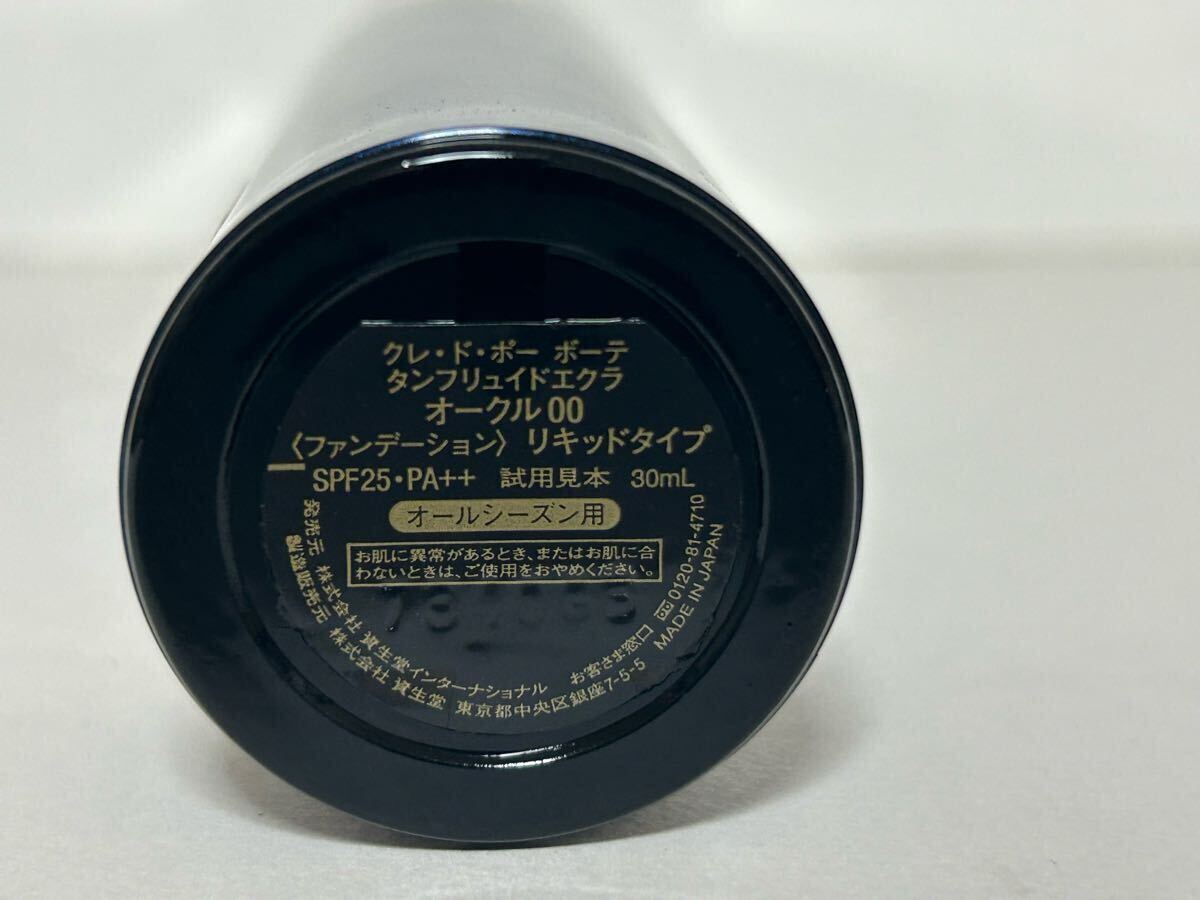 クレ・ド・ポー ボーテ
タンフリュイドエクラ
オークル00
〈ファンデーション〉 リキッドタイプ
SPF25・PA++ 試用見本 30mL
オールシーズン用
お肌に異常があるとき、またはお肌に合
わないときは、ご使用をおやめください。
発売元 株式会社 資生堂インターナショナル お客さま窓口 0120-81-4710
製造販売元 株式会社 資生堂 東京都中央区銀座7-5-5 MADE IN JAPAN